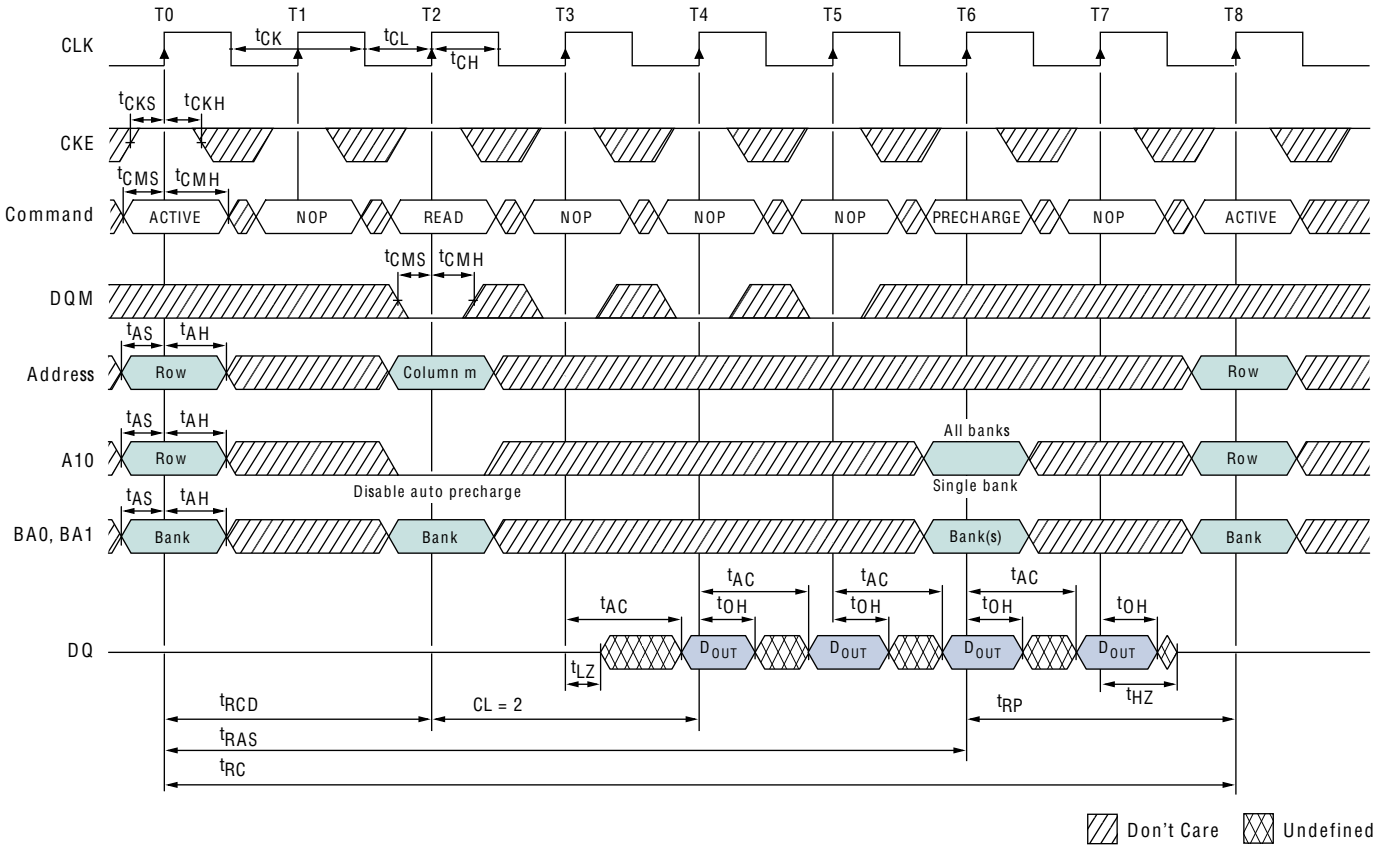 T0 T1 T2 T3 T4 T5 T6 T7 T8
CLK
tCK tCL
tCH
tCKS tCKH
CKE
tCMS tCMH
Command ACTIVE NOP READ NOP NOP NOP PRECHARGE NOP ACTIVE
tCMS tCMH
DQM
tAS tAH
Address Row Column m Row
tAS tAH
All banks
A10 Row Row
Disable auto precharge Single bank
tAS tAH
BA0, BA1 Bank Bank Bank(s) Bank
tAC tAC tAC tAC
tOH tOH tOH tOH
DQ DOUT DOUT DOUT DOUT
tLZ tHZ
tRCD CL = 2 tRP
tRAS
tRC
Don't Care Undefined